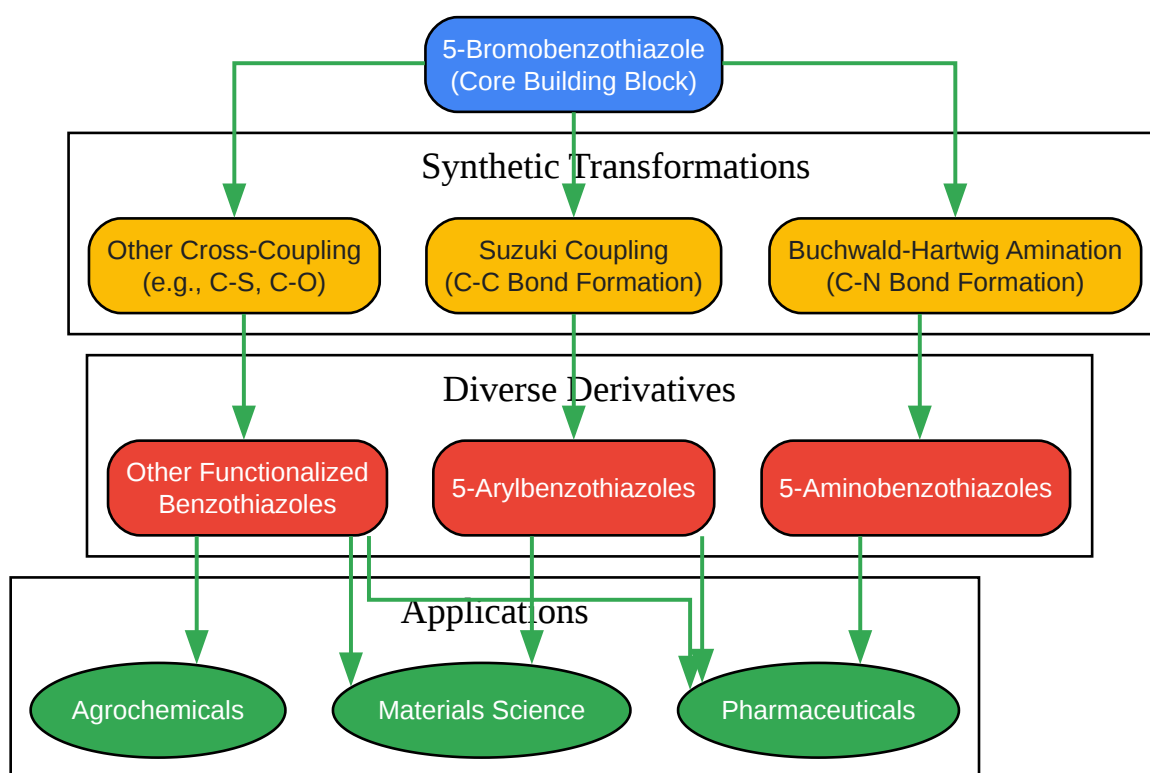 5-Bromobenzothiazole
(Core Building Block)
Synthetic Transformations
Other Cross-Coupling
(e.g., C-S, C-O)
Suzuki Coupling
(C-C Bond Formation)
Buchwald-Hartwig Amination
(C-N Bond Formation)
Diverse Derivatives
Other Functionalized
Benzothiazoles
5-Arylbenzothiazoles
5-Aminobenzothiazoles
Applications
Agrochemicals
Materials Science
Pharmaceuticals